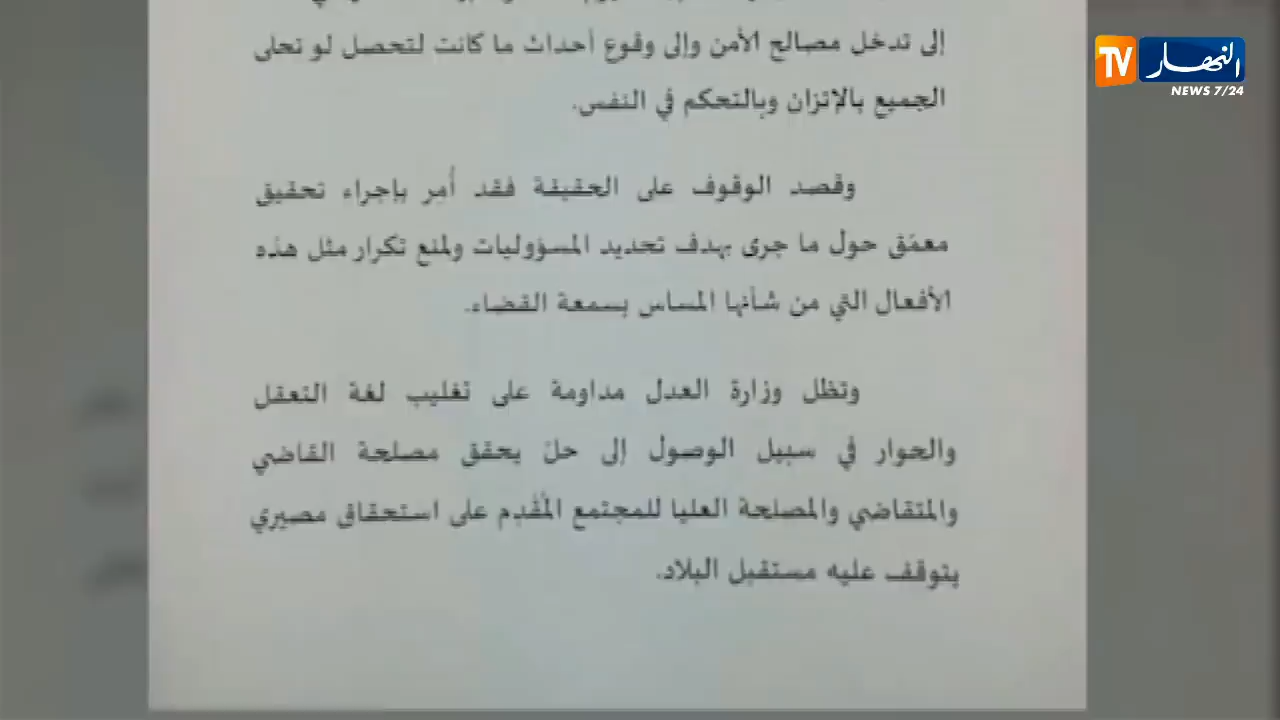 إلى تدخل مصالح الأمن وإلى وقوع أحداث ما كانت لتحصل لو تحلى
الجميع بالإتزان وبالتحكم في النفس.
وقصد الوقوف على الحقيقة فقد أُمِر بإجراء تحقيق
معمّق حول ما جرى بهدف تحديد المسؤوليات ولمنع تكرار مثل هذه
الأفعال التي من شأنها المساس بسمعة القضاء.
وتظل وزارة العدل مداومة على تغليب لغة التعقل
والحوار في سبيل الوصول إلى حلّ يحقق مصلحة القاضي
والمتقاضي والمصلحة العليا للمجتمع المُقْدِم على استحقاق مصيري
يتوقف عليه مستقبل البلاد.
النهار TV
NEWS 7/24